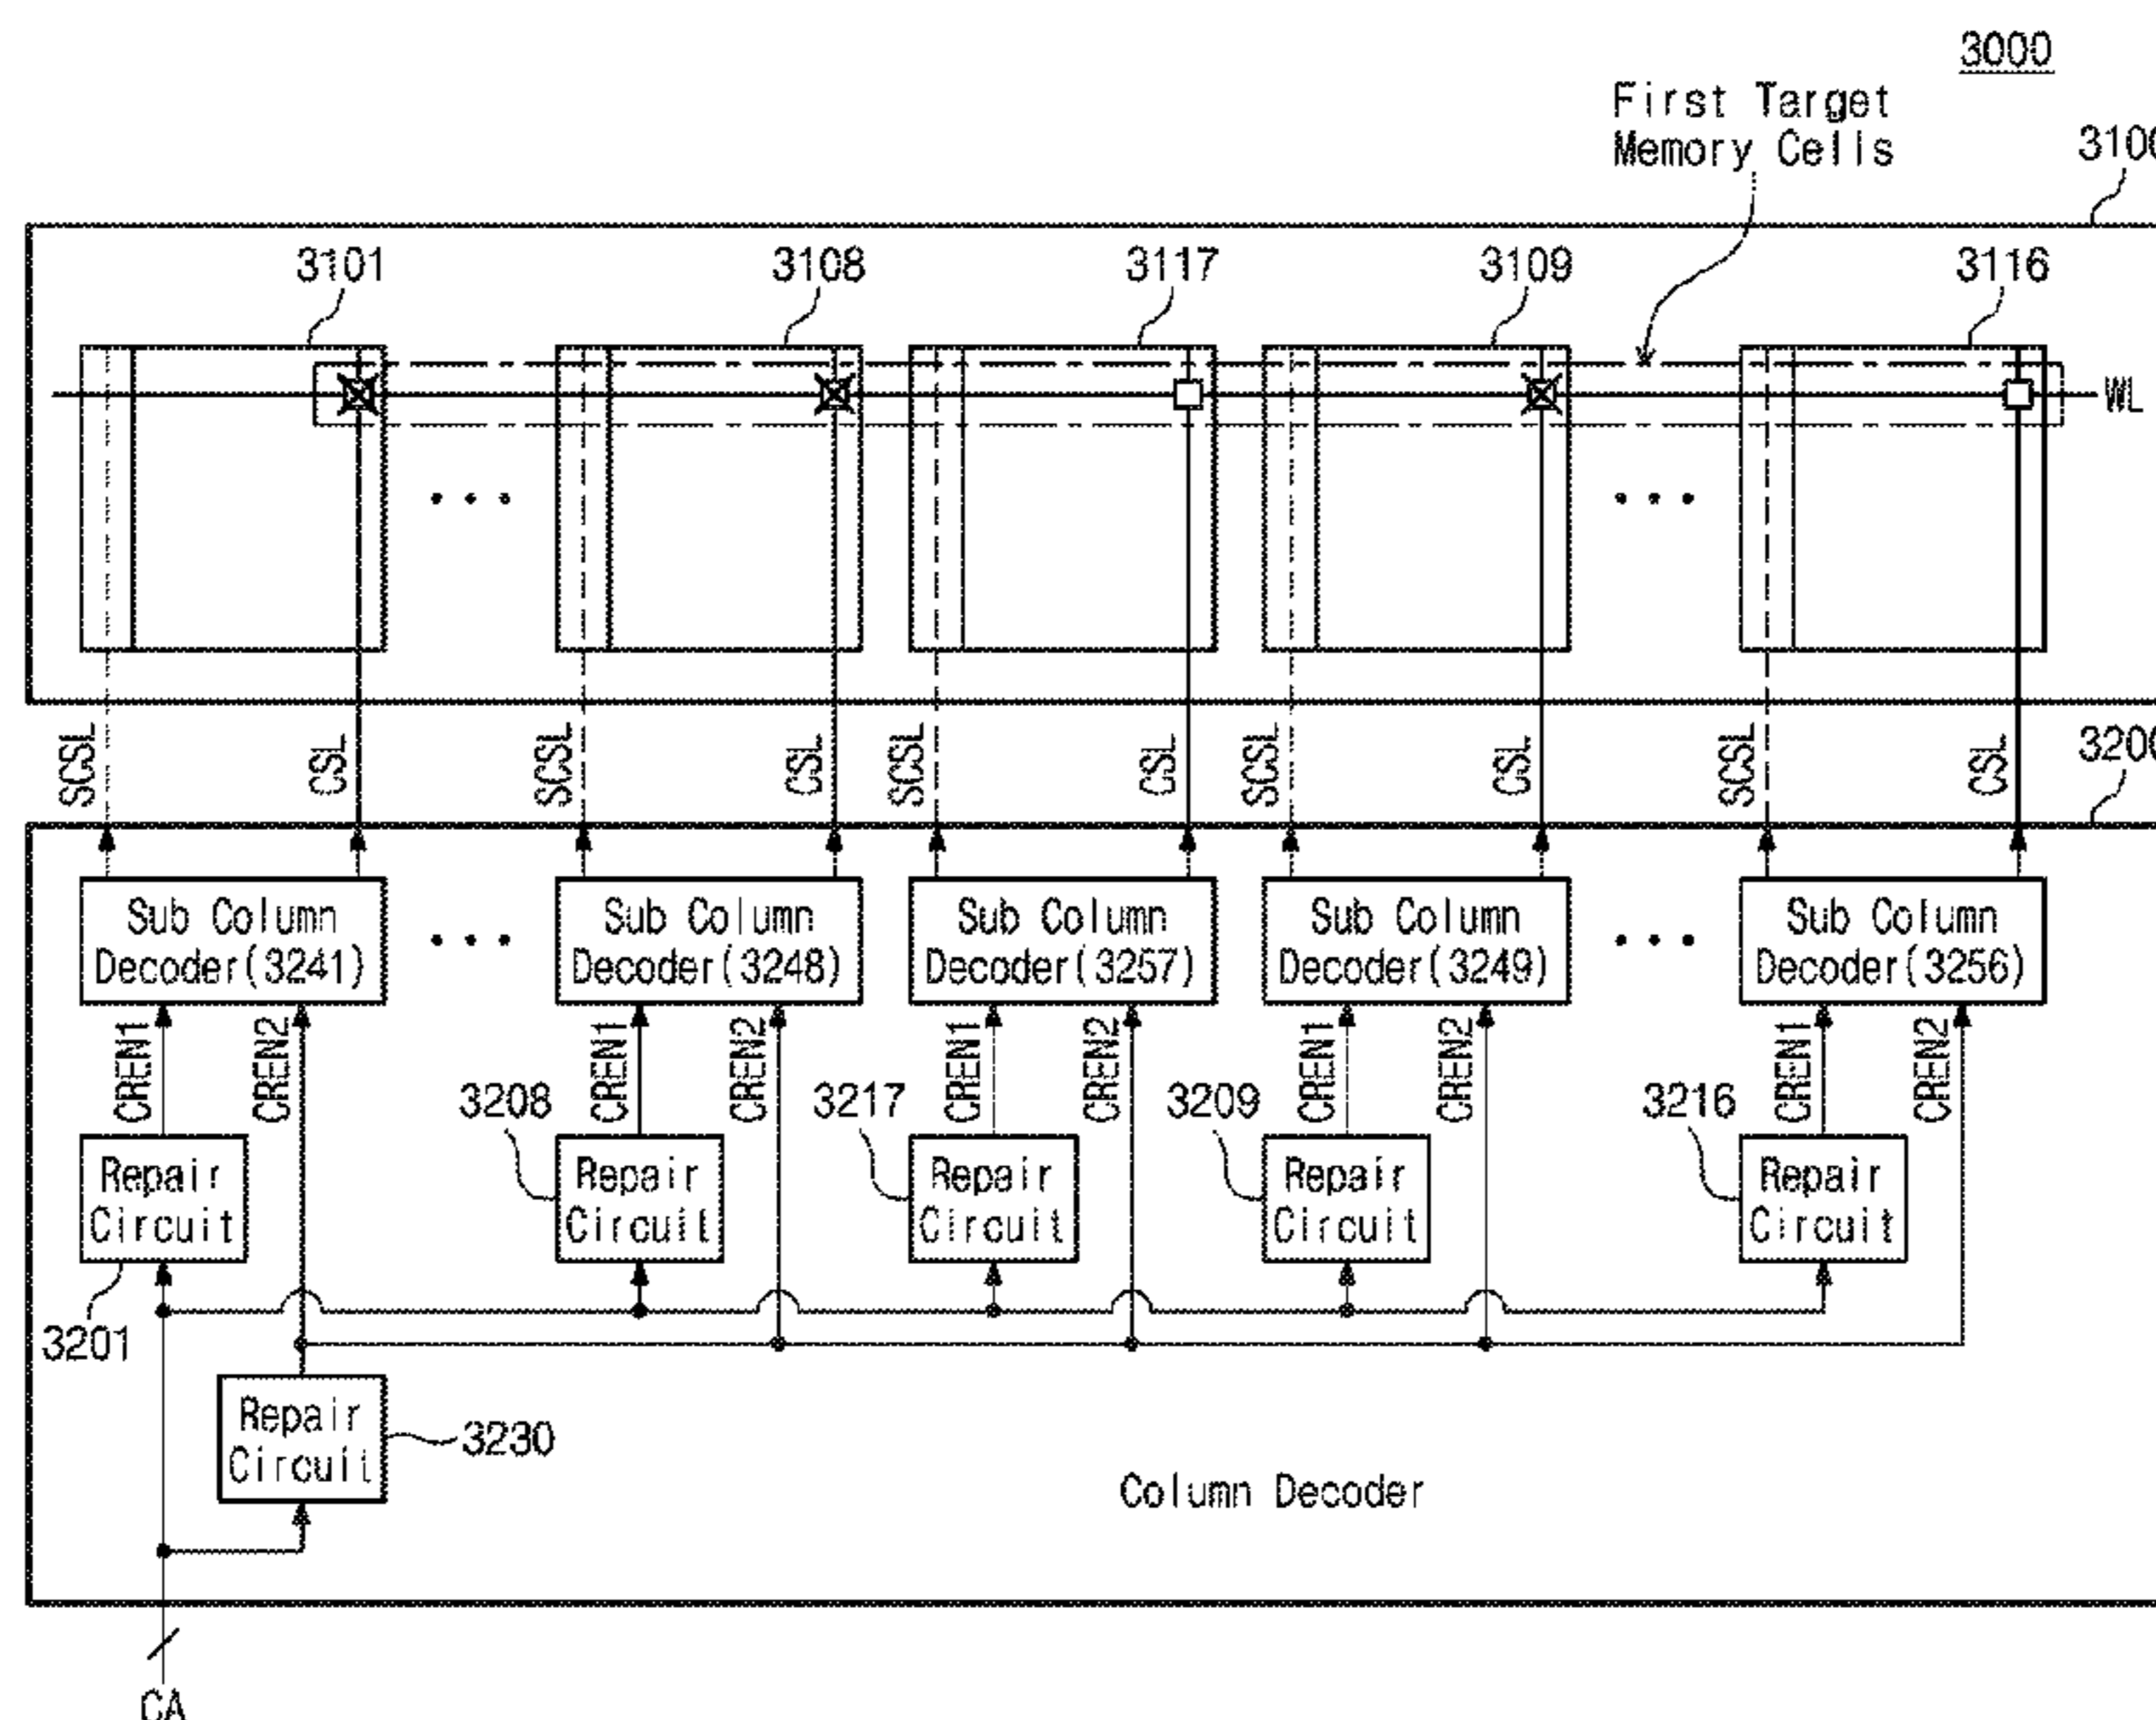 3000
First Target
Memory Cells
3101
3108
3117
3109
3116
WL
SCSL
CSL
SCSL
CSL
SCSL
CSL
SCSL
CSL
SCSL
CSL
Sub Column
Decoder(3241)
Sub Column
Decoder(3248)
Sub Column
Decoder(3257)
Sub Column
Decoder(3249)
Sub Column
Decoder(3256)
CREN1
CREN2
CREN1
CREN2
CREN1
CREN2
CREN1
CREN2
CREN1
CREN2
3208
3217
3209
3216
Repair
Circuit
Repair
Circuit
Repair
Circuit
Repair
Circuit
Repair
Circuit
3201
Repair
Circuit
3230
Column Decoder
CA